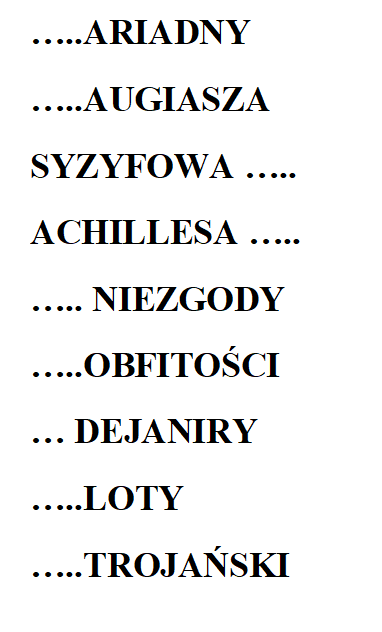 …..ARIADNY
…..AUGIASZA
SYZYFOWA …..
ACHILLESA …..
….. NIEZGODY
…..OBFITOŚCI
… DEJANIRY
…..LOTY
…..TROJAŃSKI